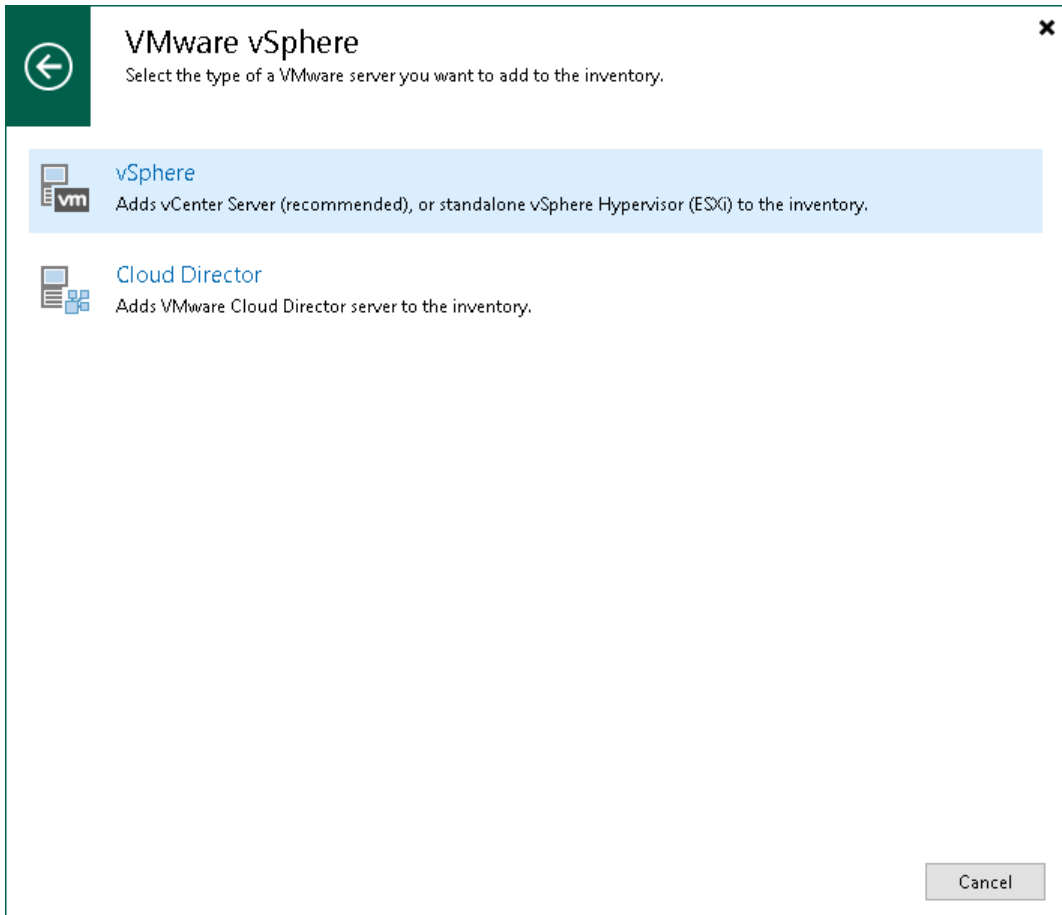 VMware vSphere
Select the type of a VMware server you want to add to the inventory.
vSphere
vm
Adds vCenter Server (recommended), or standalone vSphere Hypervisor (ESXi) to the inventory.
Cloud Director
Adds VMware Cloud Director server to the inventory.
Cancel